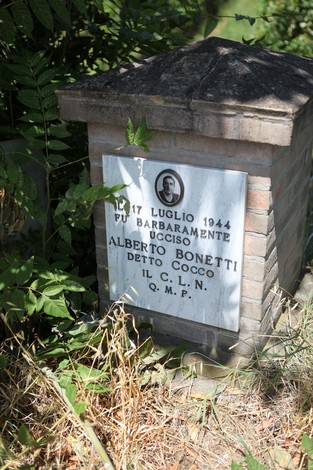 IL 17 LUGLIO 1944
FU BARBARAMENTE
UCCISO
ALBERTO BONETTI
DETTO COCCO
IL C.L.N.
Q.M.P.